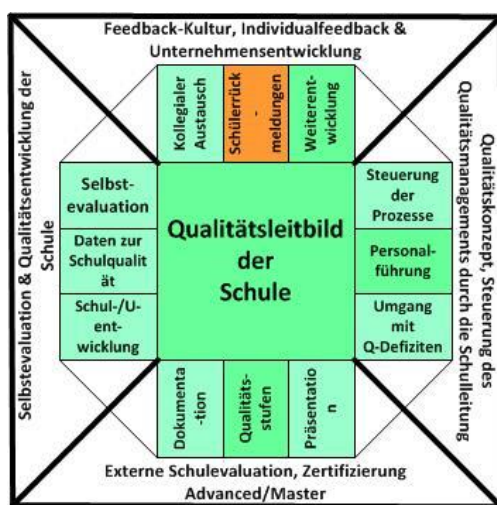 Feedback-Kultur, Individualfeedback &
Unternehmensentwicklung
Kollegialer
Austausch
Schülerrück
-
meldungen
Weiterent-
wicklung
Selbstevaluation & Qualitätsentwicklung der
Schule
Selbst-
evaluation
Daten zur
Schulqualit
ät
Schul-/U-
ent-
wicklung
Qualitätsleitbild
der
Schule
Steuerung
der
Prozesse
Personal-
führung
Umgang
mit
Q-Defiziten
Qualitätskonzept, Steuerung des
Qualitätsmanagements durch die Schulleitung
Dokumenta
-tion
Qualitäts-
stufen
Präsentatio
n
Externe Schulevaluation, Zertifizierung
Advanced/Master